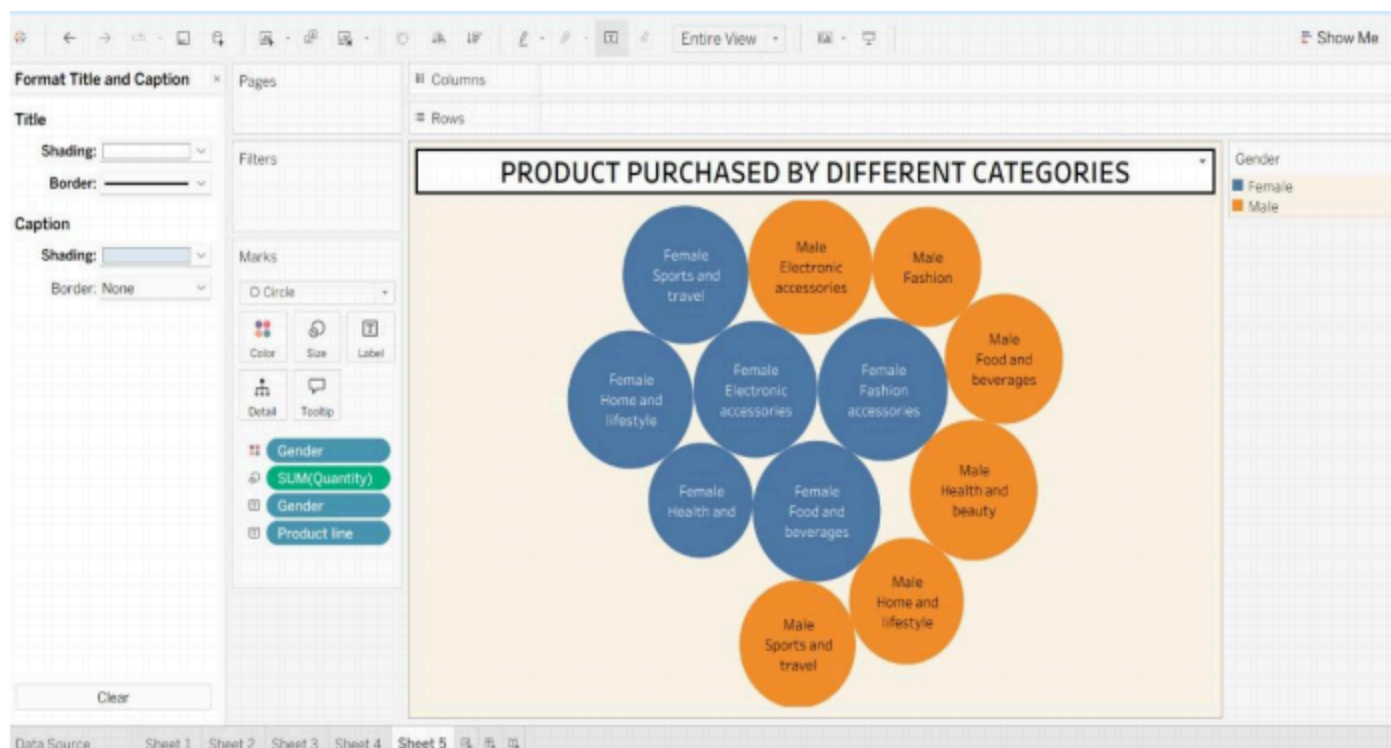 Entire View
Show Me
Format Title and Caption
Title
Shading:
Border:
Caption
Shading:
Border: None
Clear
Pages
Filters
Marks
Circle
Color
Size
Label
Detail
Tooltip
Gender
SUM(Quantity)
Gender
Product line
Columns
Rows
PRODUCT PURCHASED BY DIFFERENT CATEGORIES
Female
Sports and
travel
Male
Electronic
accessories
Male
Fashion
Male
Food and
beverages
Female
Home and
lifestyle
Female
Electronic
accessories
Female
Fashion
accessories
Male
Health and
beauty
Female
Health and
Female
Food and
beverages
Male
Home and
lifestyle
Male
Sports and
travel
Gender
Female
Male
Data Source
Sheet 1
Sheet 2
Sheet 3
Sheet 4
Sheet 5